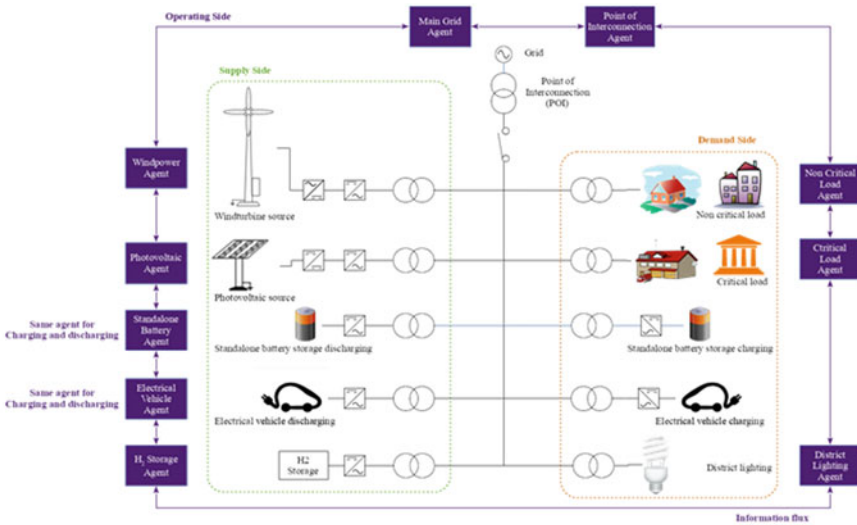 Operating Side
Main Grid
Agent
Point of
Interconnection
Agent
Grid
Supply Side
Point of
Interconnection
(POI)
Demand Side
Windpower
Agent
Windturbine source
Non critical load
Non Critical
Load
Agent
Photovoltaic
Agent
Photovoltaic source
Critical load
Ctritical
Load
Agent
Same agent for
Charging and discharging
Standalone
Battery
Agent
Standalone battery storage discharging
Standalone battery storage charging
Same agent for
Charging and discharging
Electrical
Vehicle
Agent
Electrical vehicle discharging
Electrical vehicle charging
H2 Storage
Agent
H2
Storage
District lighting
District
Lighting
Agent
Information flux